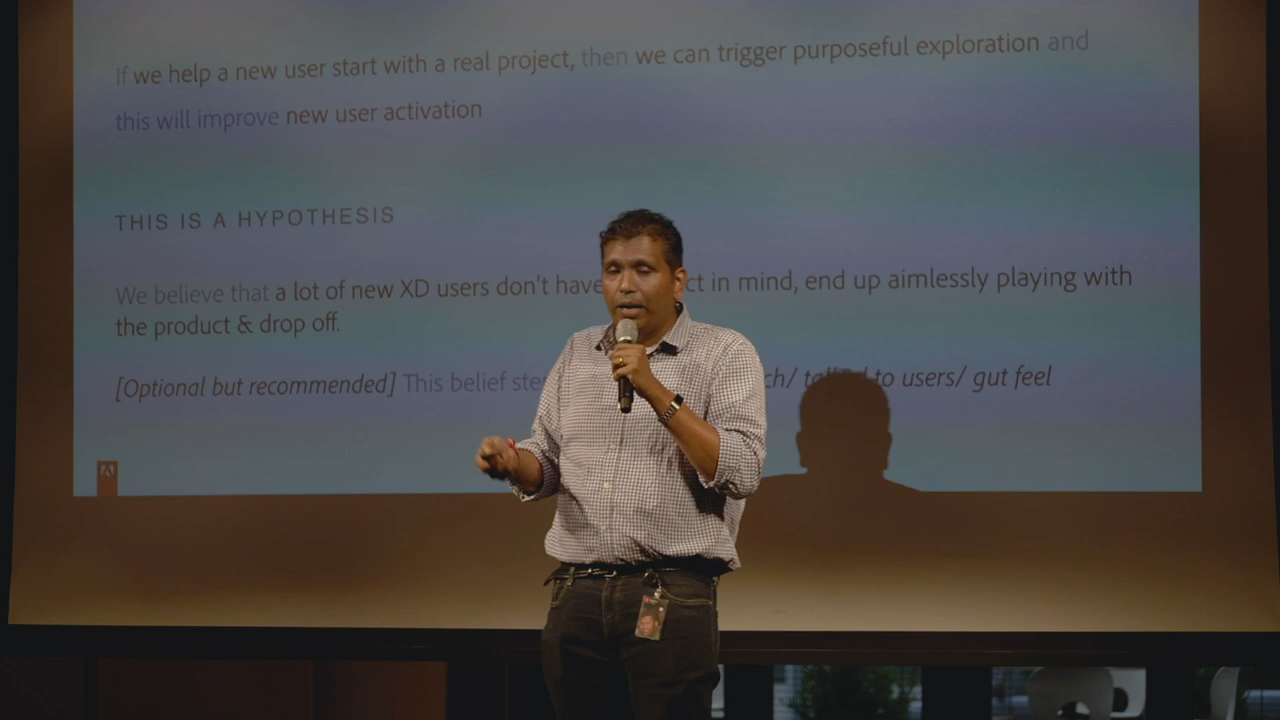 If we help a new user start with a real project, then we can trigger purposeful exploration and
this will improve new user activation
THIS IS A HYPOTHESIS
We believe that a lot of new XD users don't have ct in mind, end up aimlessly playing with
the product & drop off.
[Optional but recommended] This belief ste ch/ to users/ gut feel